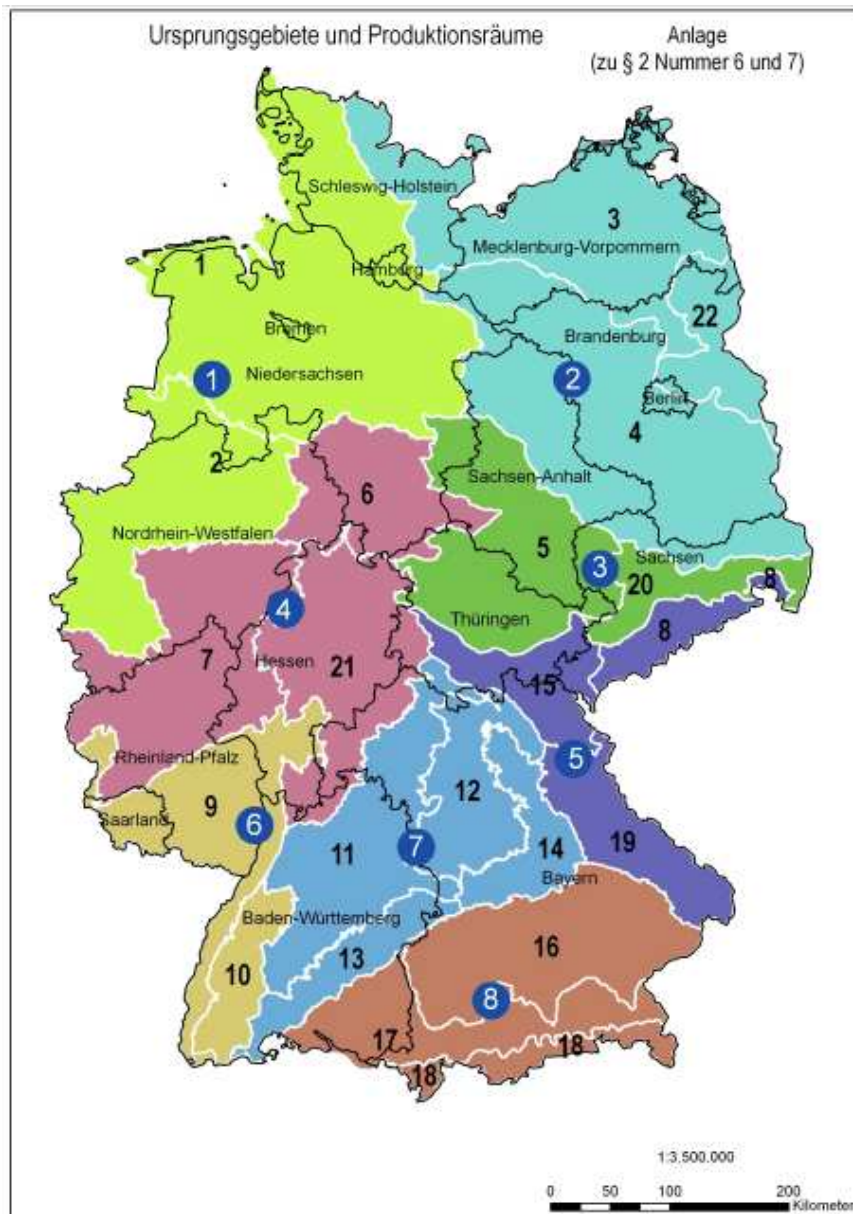 Ursprungsgebiete und Produktionsräume
Anlage
(zu § 2 Nummer 6 und 7)
Schleswig-Holstein
3
Mecklenburg-Vorpommern
1
Hamburg
22
Bremen
Brandenburg
1
Niedersachsen
2
Berlin
4
2
6
Sachsen-Anhalt
Nordrhein-Westfalen
5
3
Sachsen
20
8
4
Thüringen
8
7
Hessen
21
15
Rheinland-Pfalz
5
12
9
Saarland
6
7
11
14
19
Bayern
Baden-Württemberg
13
16
10
8
17
18
18
1:3.500.000
0 50 100 200
Kilometer